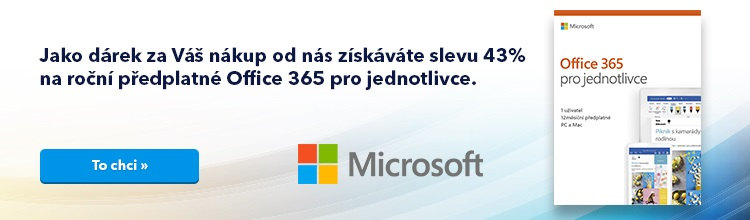 Jako dárek za Váš nákup od nás získáváte slevu 43%
na roční předplatné Office 365 pro jednotlivce.
To chci »
Microsoft
Microsoft
Office 365
pro jednotlivce
1 uživatel
12měsíční předplatné
PC a Mac
Piknik s kamarády
rodinou